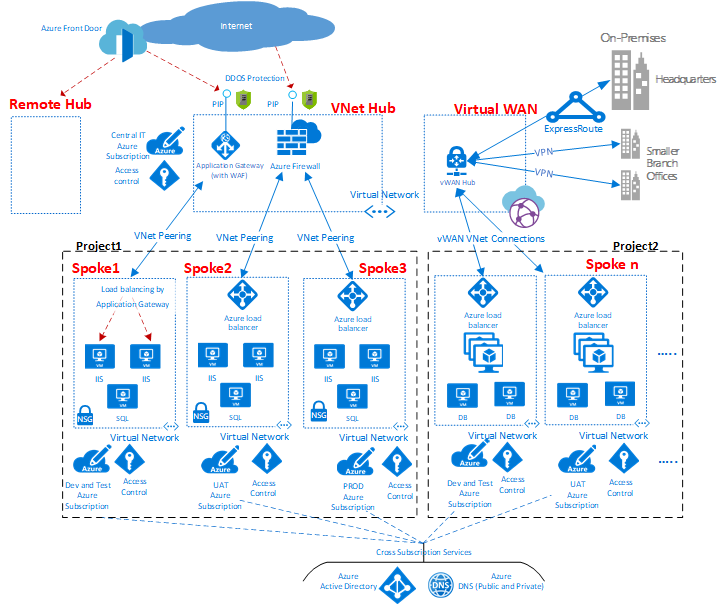 Azure Front Door
Internet
On-Premises
Headquarters
DDOS Protection
PIP
PIP
Remote Hub
VNet Hub
Virtual WAN
ExpressRoute
Central IT
Azure
Subscription
Azure
Access
control
Application Gateway
(with WAF)
Azure Firewall
vWAN Hub
VPN
VPN
Smaller
Branch
Offices
Virtual Network
VNet Peering
VNet Peering
VNet Peering
vWAN VNet Connections
Project1
Project2
Spoke1
Spoke2
Spoke3
Spoke n
Load balancing by
Application Gateway
Azure load
balancer
Azure load
balancer
Azure load
balancer
Azure load
balancer
VM
VM
VM
VM
VM
VM
IIS
IIS
IIS
IIS
IIS
IIS
VM
VM
VM
VM
VM
VM
VM
NSG
SQL
NSG
SQL
NSG
SQL
DB
DB
DB
DB
.....
Virtual Network
Virtual Network
Virtual Network
Virtual Network
Virtual Network
Azure
Dev and Test
Azure
Subscription
Access
Control
Azure
UAT
Azure
Subscription
Access
Control
Azure
PROD
Azure
Subscription
Access
Control
Azure
Dev and Test
Azure
Subscription
Access
Control
Azure
UAT
Azure
Subscription
Access
Control
.....
Cross Subscription Services
Azure
Active Directory
DNS
Azure
DNS (Public and Private)